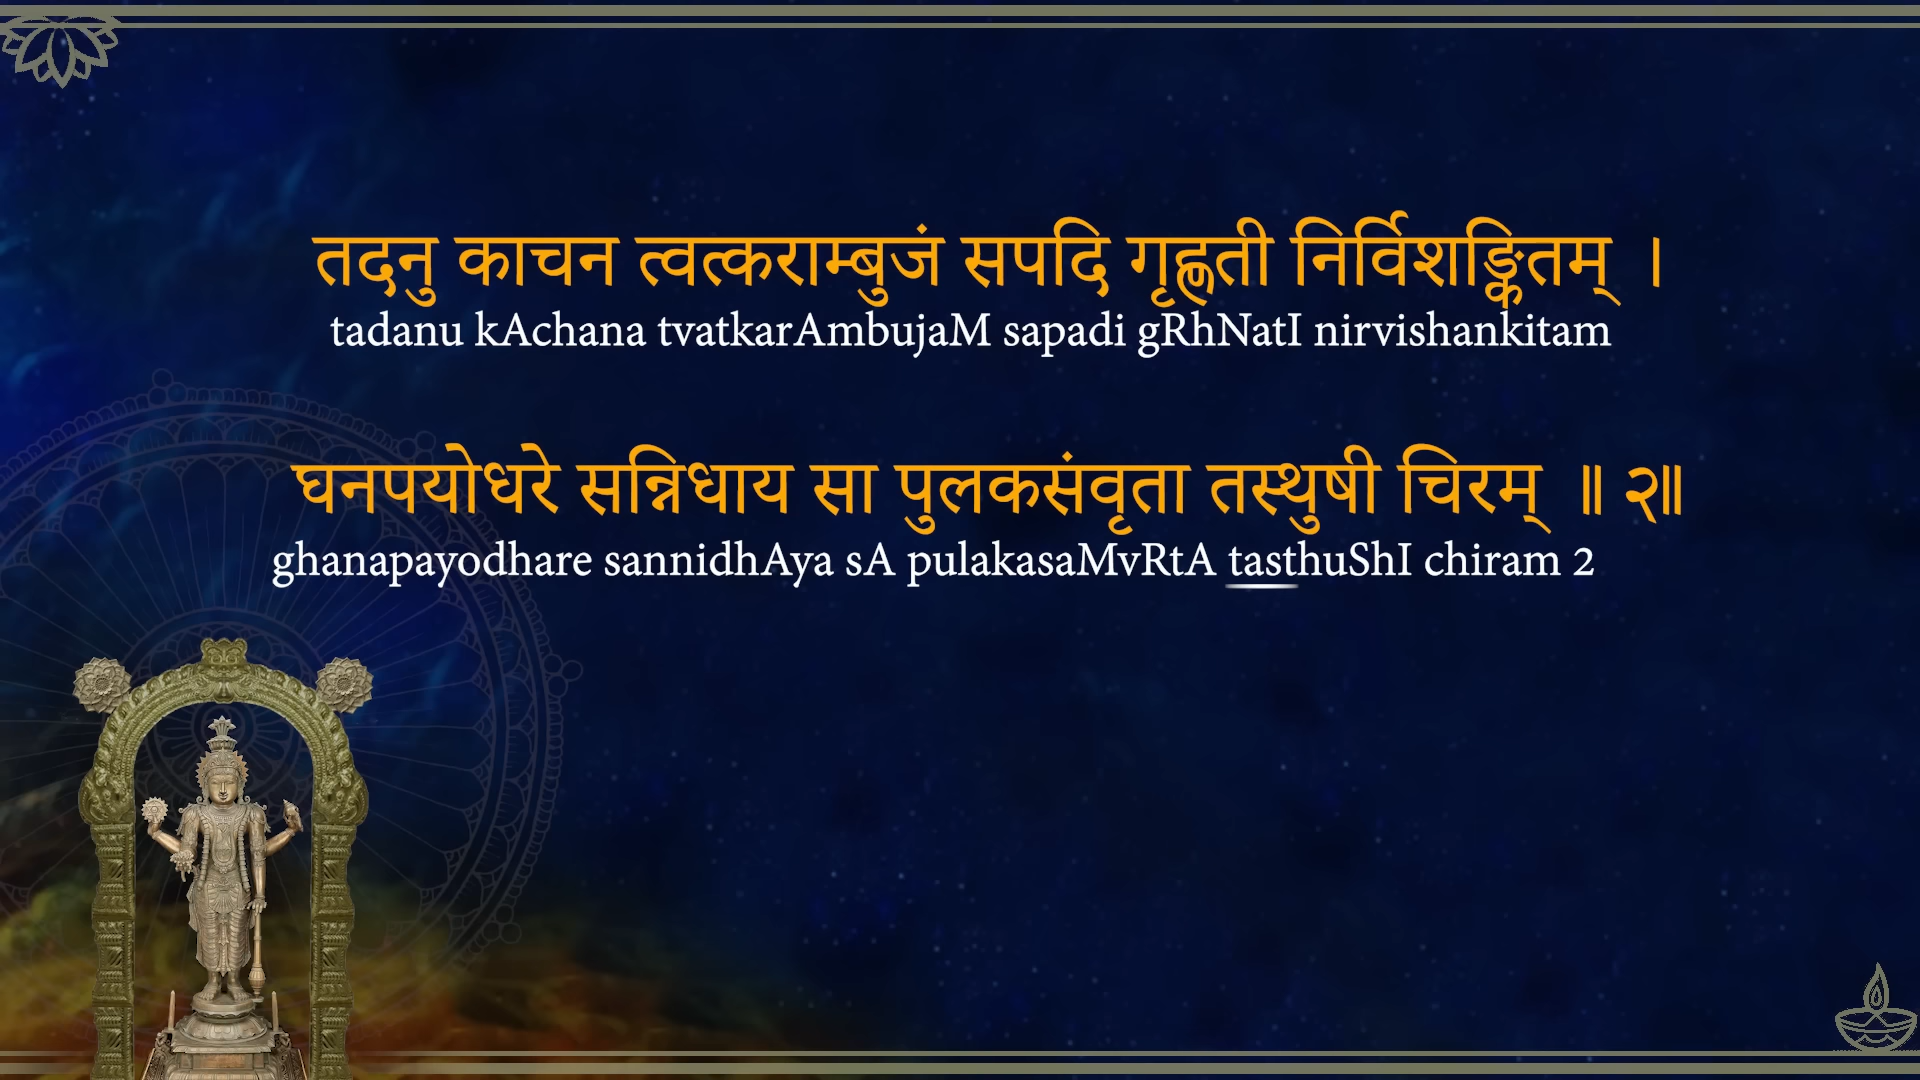 तदनु काचन त्वत्कराम्बुजं सपदि गृह्णती निर्विशङ्कितम् ।
tadanu kAchana tvatkarAmbujaM sapadi gRhNatI nirvishankitam
घनपयोधरे सन्निधाय सा पुलकसंवृता तस्थुषी चिरम् ॥ २॥
ghanapayodhare sannidhAya sA pulakasaMvRtA tasthuShI chiram 2